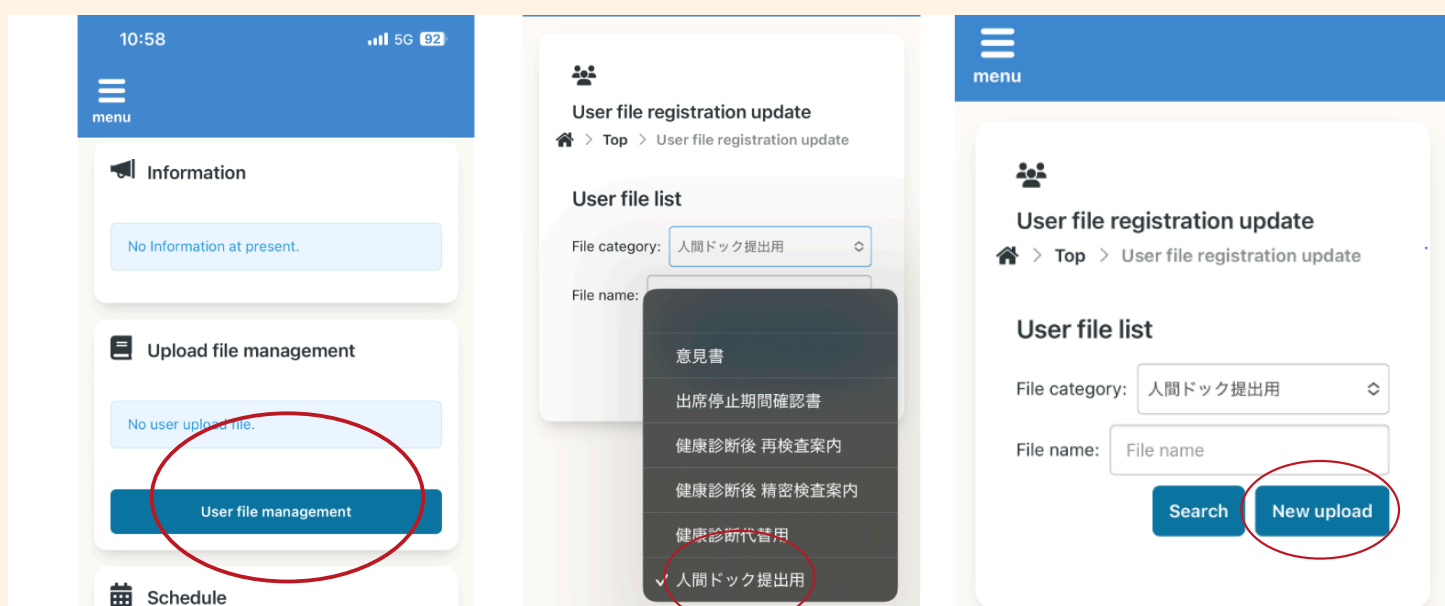 10:58
5G 92
menu
Information
No Information at present.
Upload file management
No user upload file.
User file management
Schedule
User file registration update
Top > User file registration update
User file list
File category: 人間ドック提出用
File name:
意見書
出席停止期間確認書
健康診断後 再検査案内
健康診断後 精密検査案内
健康診断代替用
✓ 人間ドック提出用
menu
User file registration update
Top > User file registration update
User file list
File category: 人間ドック提出用
File name: File name
Search New upload